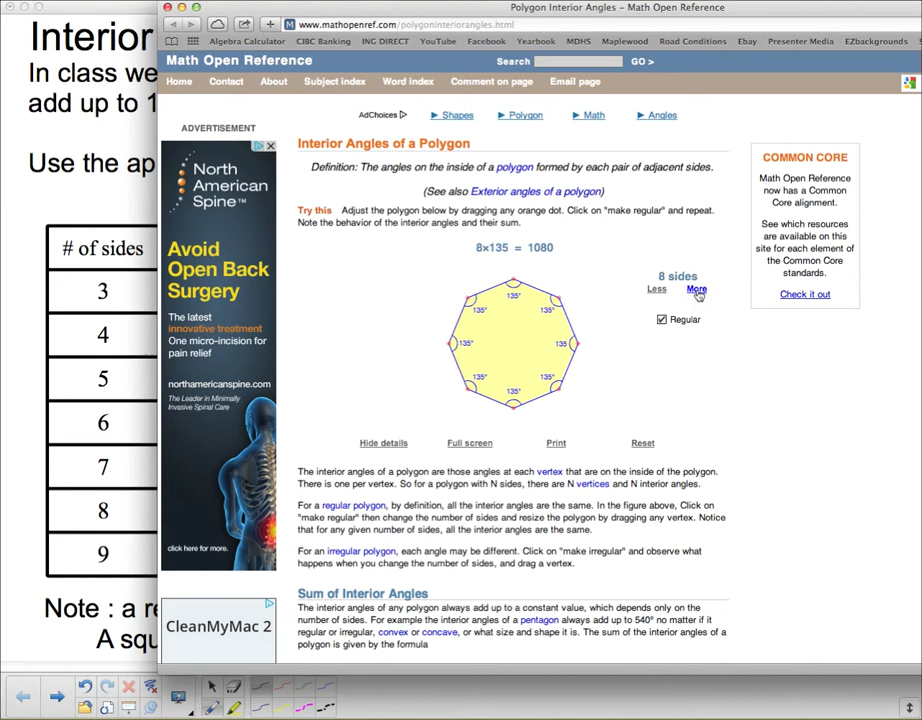 Polygon Interior Angles - Math Open Reference
www.mathopenref.com/polygoninteriorangles.html
Algebra Calculator CIBC Banking ING DIRECT YouTube Facebook Yearbook MDHS Maplewood Road Conditions Ebay Presenter Media EZbackgrounds
Math Open Reference
Search GO >
Home Contact About Subject index Word index Comment on page Email page
Interior
In class we
add up to 1
Use the ap
# of sides
3
4
5
6
7
8
9
Note : a re
A squ
ADVERTISEMENT
North
American
Spine™
Avoid
Open Back
Surgery
The latest
innovative treatment
One micro-incision for
pain relief
northamericanspine.com
The Leader in Minimally
Invasive Spinal Care
click here for more.
CleanMyMac 2
AdChoices ▷ ► Shapes ► Polygon ► Math ► Angles
Interior Angles of a Polygon
Definition: The angles on the inside of a polygon formed by each pair of adjacent sides.
(See also Exterior angles of a polygon)
Try this Adjust the polygon below by dragging any orange dot. Click on "make regular" and repeat.
Note the behavior of the interior angles and their sum.
8×135 = 1080
8 sides
Less More
Regular
135°
135° 135°
135° 135
135° 135°
135°
Hide details Full screen Print Reset
The interior angles of a polygon are those angles at each vertex that are on the inside of the polygon.
There is one per vertex. So for a polygon with N sides, there are N vertices and N interior angles.
For a regular polygon, by definition, all the interior angles are the same. In the figure above, Click on
"make regular" then change the number of sides and resize the polygon by dragging any vertex. Notice
that for any given number of sides, all the interior angles are the same.
For an irregular polygon, each angle may be different. Click on "make irregular" and observe what
happens when you change the number of sides, and drag a vertex.
Sum of Interior Angles
The interior angles of any polygon always add up to a constant value, which depends only on the
number of sides. For example the interior angles of a pentagon always add up to 540° no matter if it
regular or irregular, convex or concave, or what size and shape it is. The sum of the interior angles of a
polygon is given by the formula
COMMON CORE
Math Open Reference
now has a Common
Core alignment.
See which resources
are available on this
site for each element of
the Common Core
standards.
Check it out